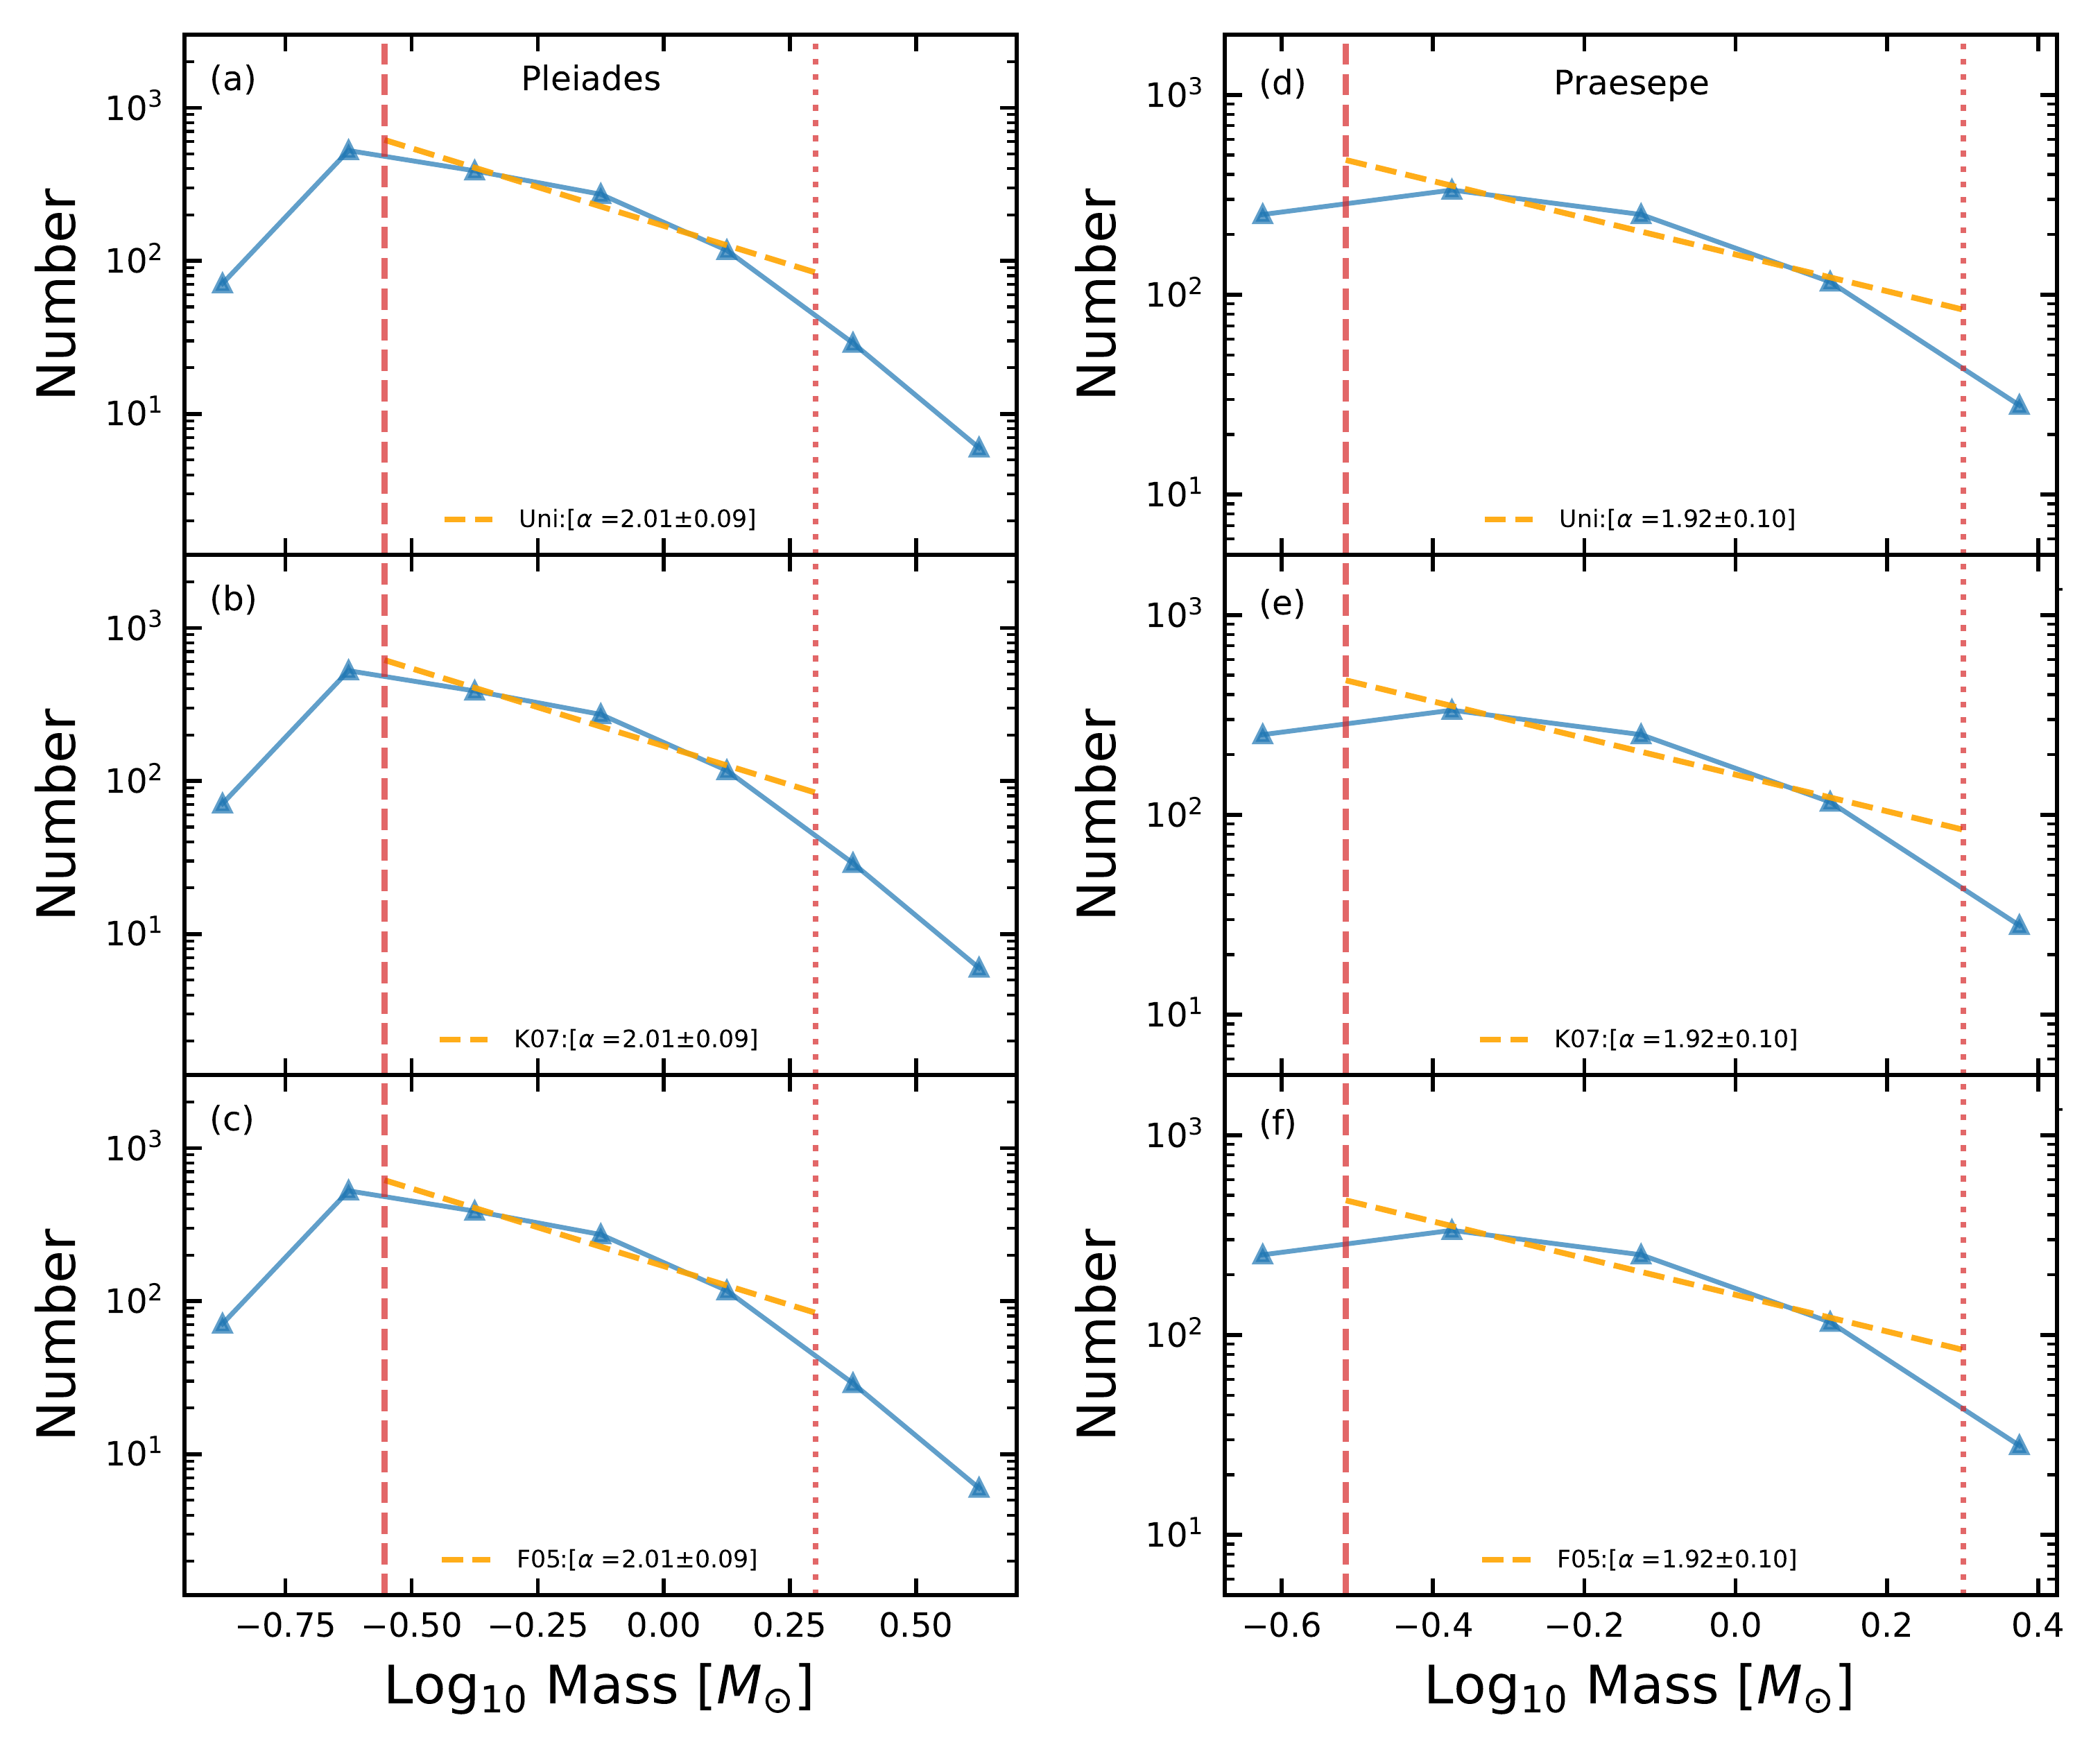 (a) Pleiades
10³
10²
10¹
Number
Uni:[α =2.01±0.09]
(b)
10³
10²
10¹
Number
K07:[α =2.01±0.09]
(c)
10³
10²
10¹
Number
F05:[α =2.01±0.09]
−0.75 −0.50 −0.25 0.00 0.25 0.50
Log₁₀ Mass [M☉]
(d) Praesepe
10³
10²
10¹
Number
Uni:[α =1.92±0.10]
(e)
10³
10²
10¹
Number
K07:[α =1.92±0.10]
(f)
10³
10²
10¹
Number
F05:[α =1.92±0.10]
−0.6 −0.4 −0.2 0.0 0.2 0.4
Log₁₀ Mass [M☉]